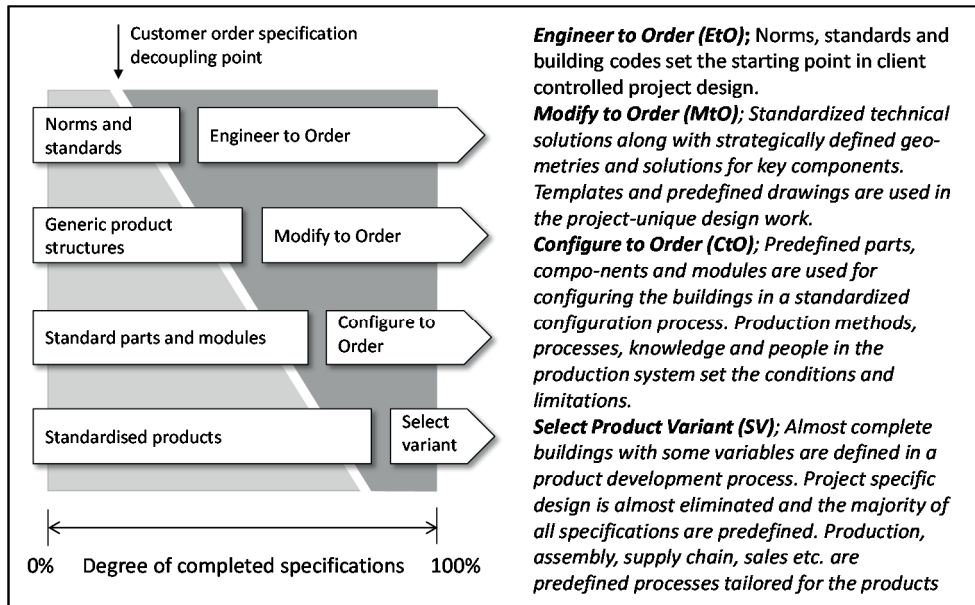 Customer order specification
decoupling point
Norms and
standards
Engineer to Order
Generic product
structures
Modify to Order
Standard parts and modules
Configure to
Order
Standardised products
Select
variant
0%
Degree of completed specifications
100%
Engineer to Order (EtO); Norms, standards and
building codes set the starting point in client
controlled project design.
Modify to Order (MtO); Standardized technical
solutions along with strategically defined geo-
metries and solutions for key components.
Templates and predefined drawings are used in
the project-unique design work.
Configure to Order (CtO); Predefined parts,
compo-nents and modules are used for
configuring the buildings in a standardized
configuration process. Production methods,
processes, knowledge and people in the
production system set the conditions and
limitations.
Select Product Variant (SV); Almost complete
buildings with some variables are defined in a
product development process. Project specific
design is almost eliminated and the majority of
all specifications are predefined. Production,
assembly, supply chain, sales etc. are
predefined processes tailored for the products